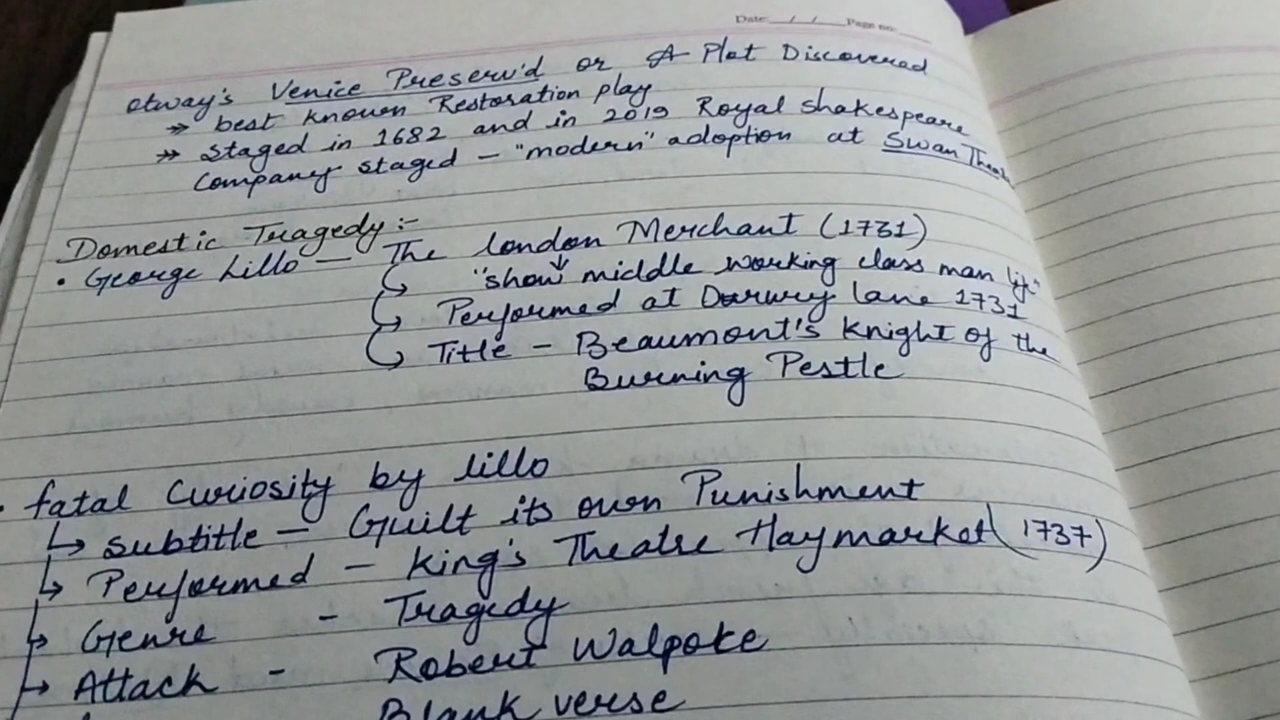 Date: / / Page no:
otway's Venice Preserv'd or A Plot Discovered
» best known Restoration play
» Staged in 1682 and in 2019 Royal Shakespeare
Company staged - "modern" adoption at Swan Theat
Domestic Tragedy:-
• George Lillo - The london Merchant (1731)
"show middle working class man life"
Performed at Darwry lane 1731
Title - Beaumont's Knight of the
Burning Pestle
• fatal Curiosity by lillo
↳ subtitle - Guilt its own Punishment
↳ Performed - King's Theatre Haymarket (1737)
↳ Genre - Tragedy
↳ Attack - Robert Walpole
Blank verse